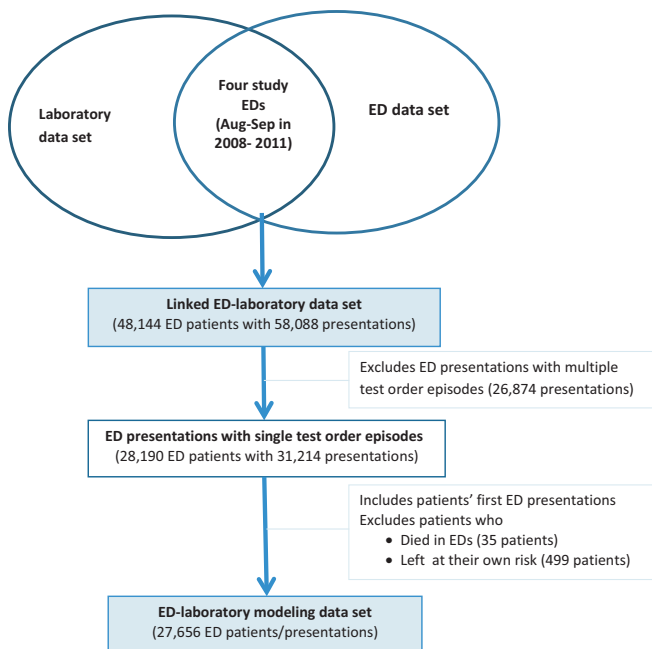 Laboratory
data set
Four study
EDs
(Aug-Sep in
2008- 2011)
ED data set
Linked ED-laboratory data set
(48,144 ED patients with 58,088 presentations)
Excludes ED presentations with multiple
test order episodes (26,874 presentations)
ED presentations with single test order episodes
(28,190 ED patients with 31,214 presentations)
Includes patients’ first ED presentations
Excludes patients who
• Died in EDs (35 patients)
• Left at their own risk (499 patients)
ED-laboratory modeling data set
(27,656 ED patients/presentations)